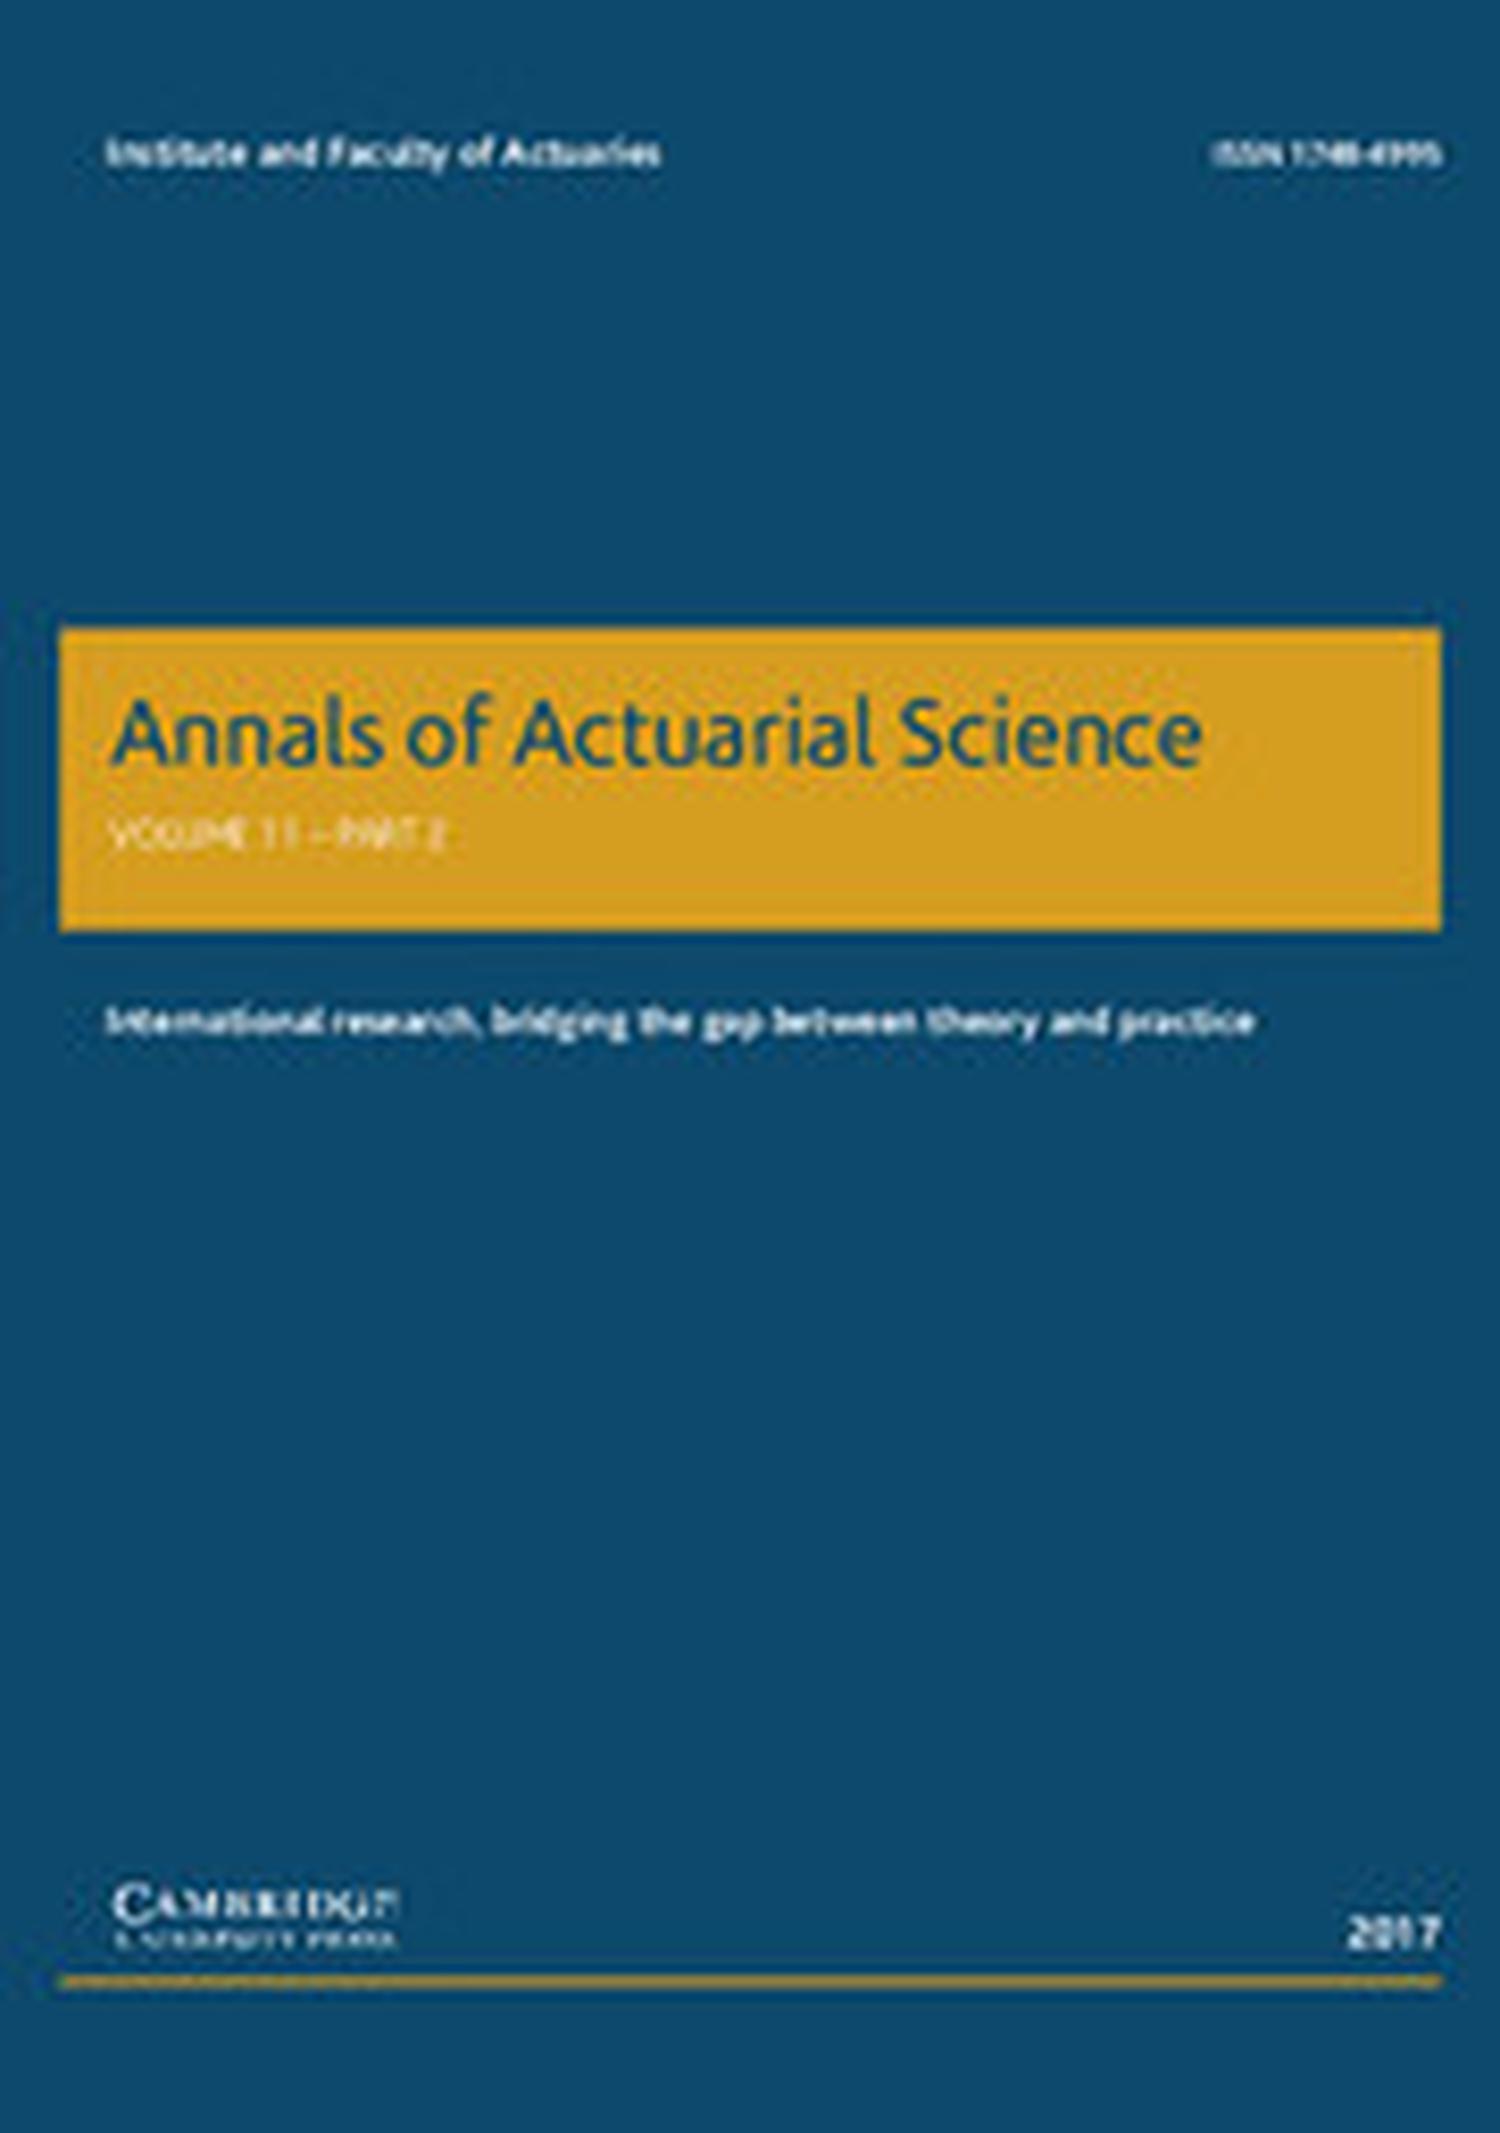 Institute and Faculty of Actuaries
ISSN 1748-4995
Annals of Actuarial Science
VOLUME 11 – PART 2
International research, bridging the gap between theory and practice
CAMBRIDGE
UNIVERSITY PRESS
2017